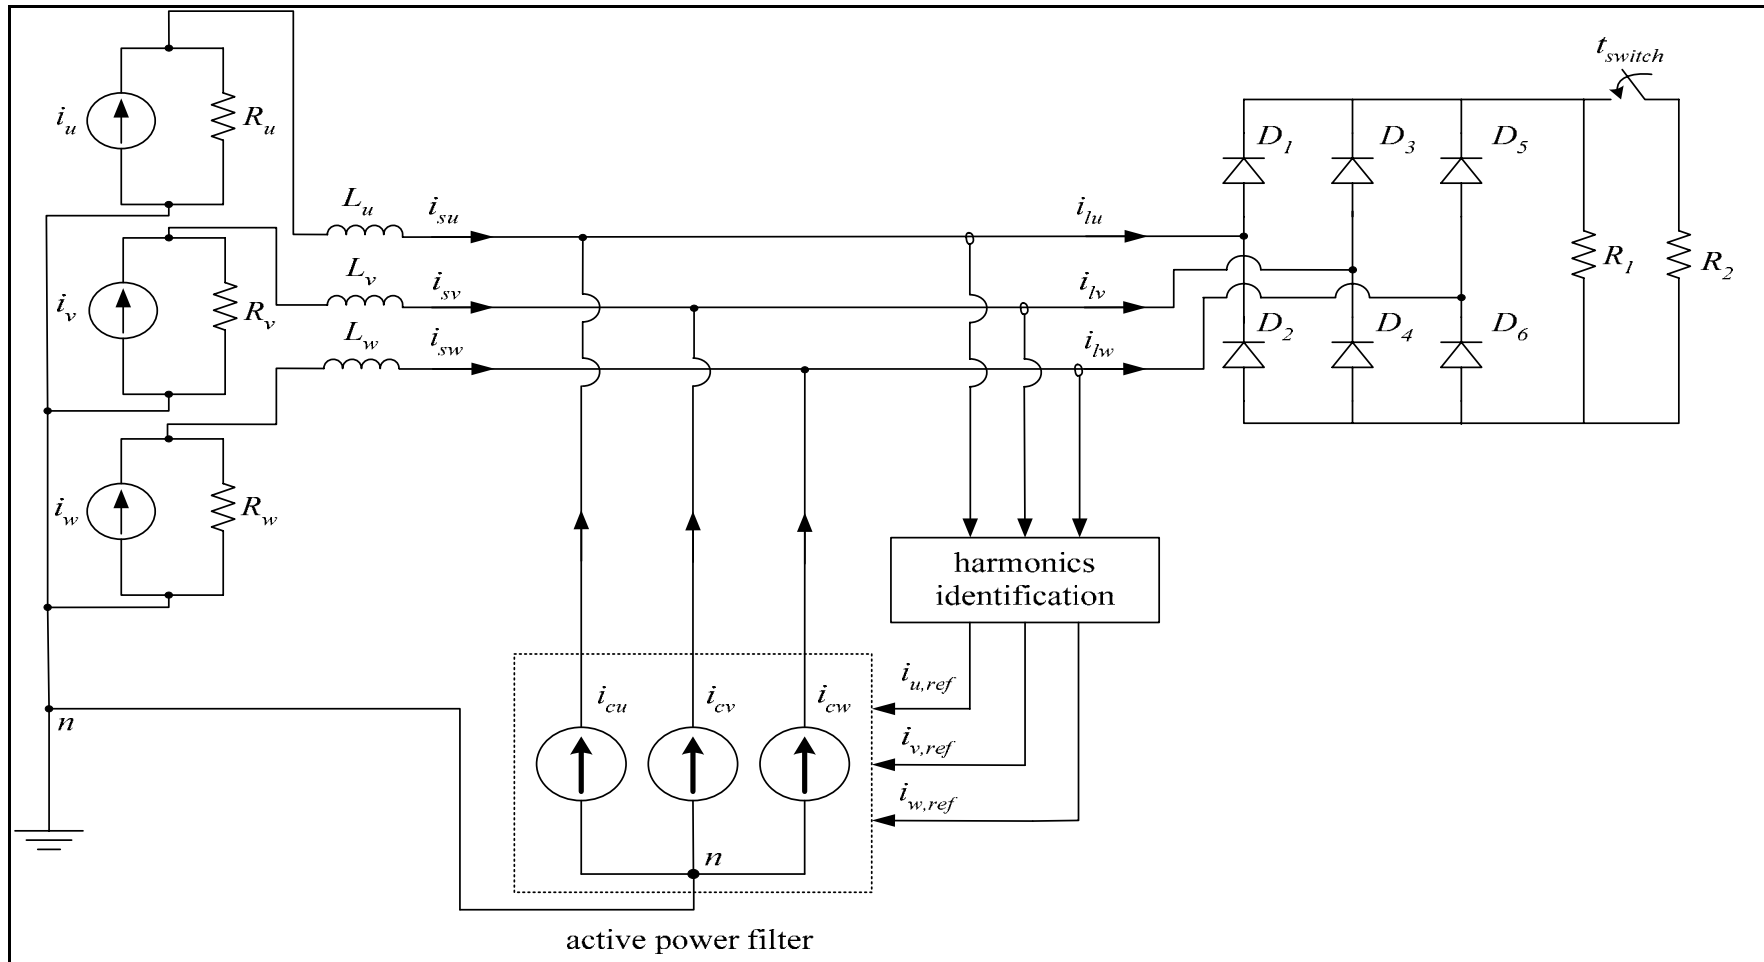 t_switch
i_u
R_u
D_1
D_3
D_5
L_u
i_su
i_lu
L_v
i_sv
i_lv
R_1
R_2
i_v
R_v
L_w
i_sw
i_lw
D_2
D_4
D_6
i_w
R_w
harmonics
identification
i_u,ref
i_cu
i_cv
i_cw
n
i_v,ref
i_w,ref
n
active power filter